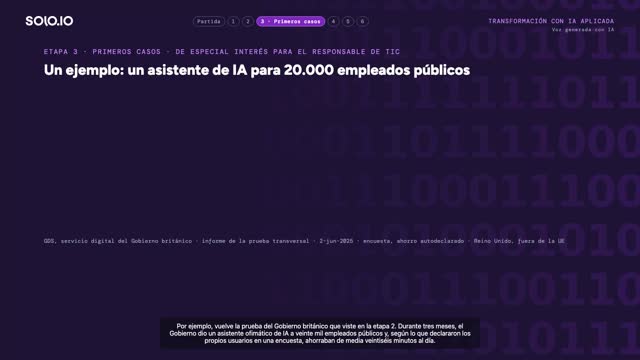 SOLO.IO
Partida 1 2 3 · Primeros casos 4 5 6
TRANSFORMACIÓN CON IA APLICADA
Voz generada con IA
ETAPA 3 · PRIMEROS CASOS · DE ESPECIAL INTERÉS PARA EL RESPONSABLE DE TIC
Un ejemplo: un asistente de IA para 20.000 empleados públicos
GDS, servicio digital del Gobierno británico · informe de la prueba transversal · 2-jun-2025 · encuesta, ahorro autodeclarado · Reino Unido, fuera de la UE
Por ejemplo, vuelve la prueba del Gobierno británico que viste en la etapa 2. Durante tres meses, el
Gobierno dio un asistente ofimático de IA a veinte mil empleados públicos y, según lo que declararon los
propios usuarios en una encuesta, ahorraban de media veintiséis minutos al día.